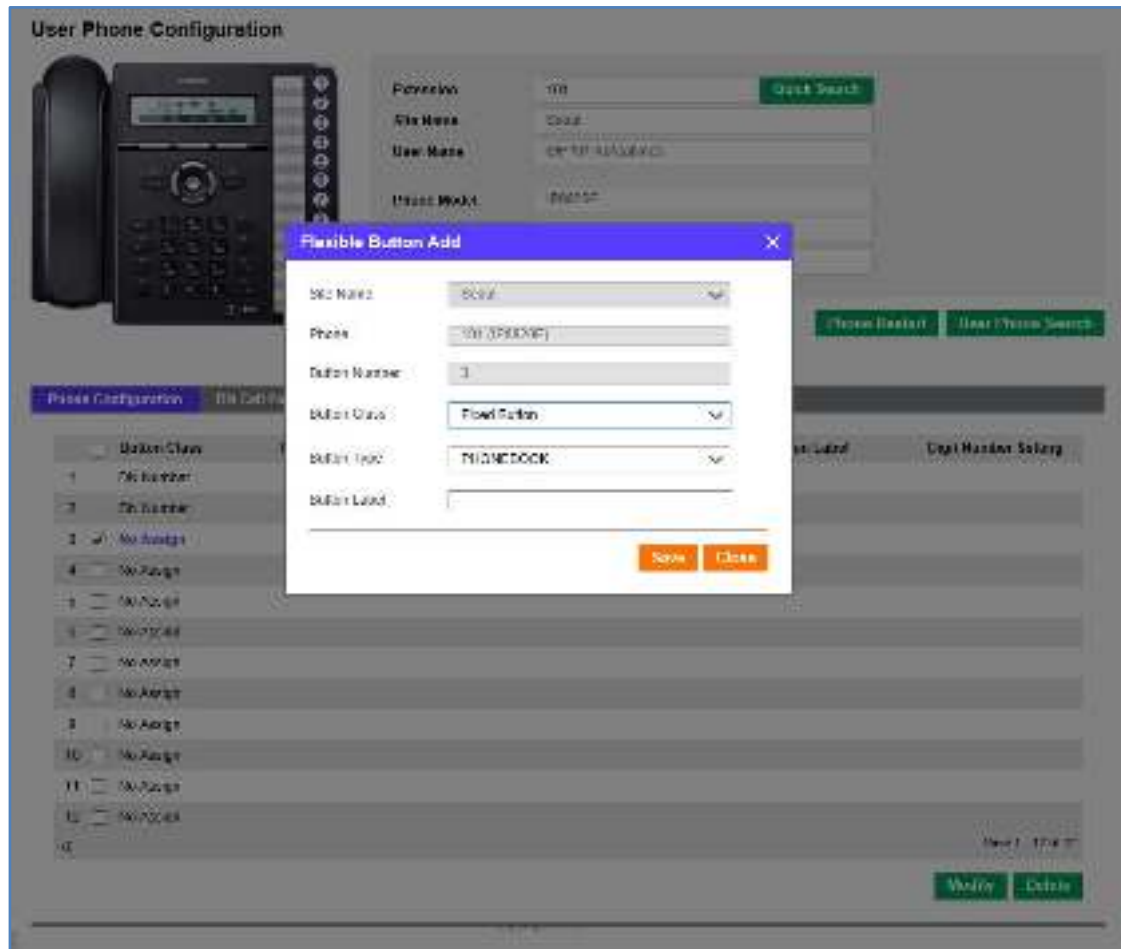 User Phone Configuration
Extension
Quick Search
Site Name
User Name
Phone Model
Flexible Button Add
Site Name
Phone
Phone Restart
User Phone Search
Button Number
3
Phone Configuration
Button Class
Fixed Button
Button Class
Digit Number Setting
Button Type
PHONEBOOK
1 DN Number
Button Label
2 DN Number
3 No Assign
Save
Close
4 No Assign
5 No Assign
6 No Assign
7 No Assign
8 No Assign
9 No Assign
10 No Assign
11 No Assign
12 No Assign
Modify
Delete